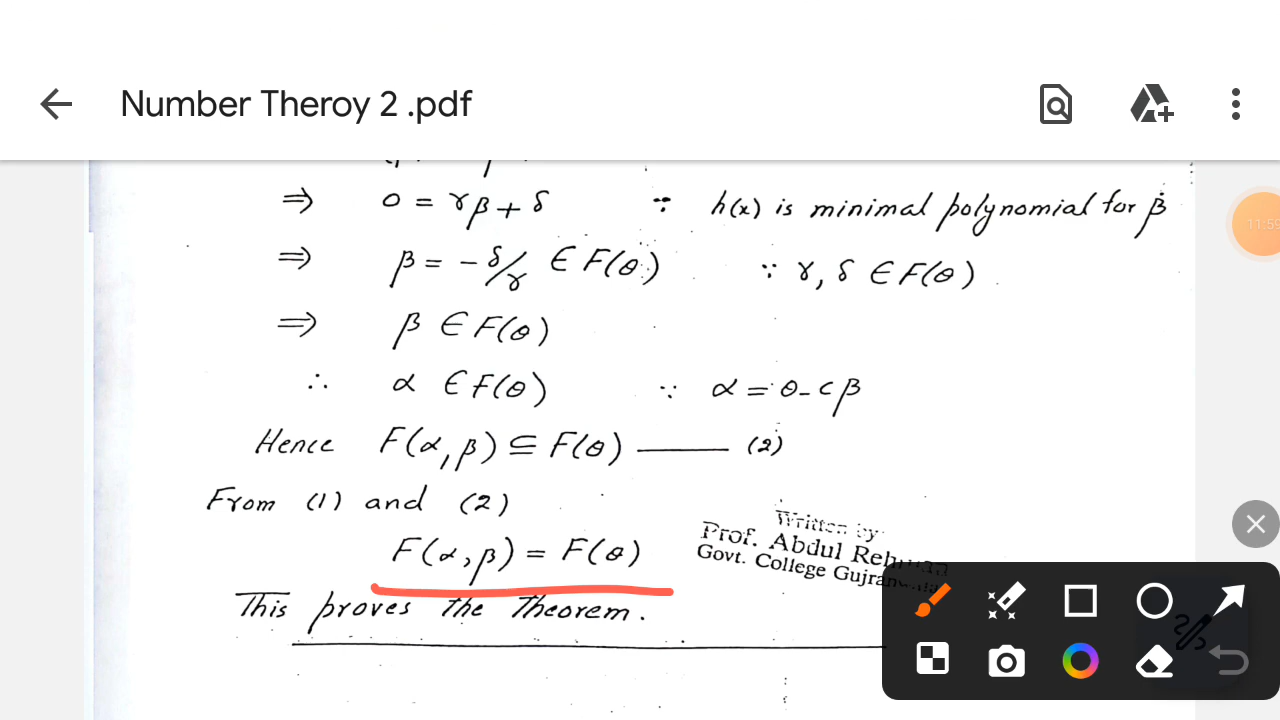 Number Theroy 2 .pdf
⇒ 0 = γβ + δ ∵ h(x) is minimal polynomial for β
⇒ β = - δ/γ ∈ F(θ) ∵ γ, δ ∈ F(θ)
⇒ β ∈ F(θ)
∴ α ∈ F(θ) ∵ α = θ - cβ
Hence F(α, β) ⊆ F(θ) —— (2)
From (1) and (2)
F(α, β) = F(θ)
Written by
Prof. Abdul
Govt. College
This proves the Theorem.